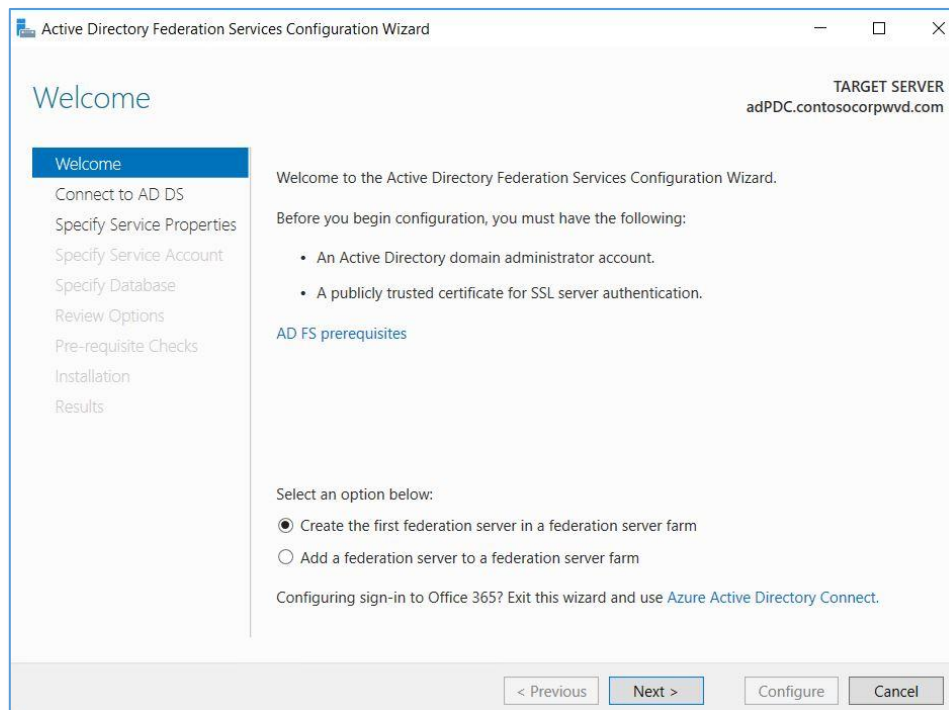 Active Directory Federation Services Configuration Wizard
Welcome
TARGET SERVER
adPDC.contosocorpwvd.com
Welcome
Connect to AD DS
Specify Service Properties
Specify Service Account
Specify Database
Review Options
Pre-requisite Checks
Installation
Results
Welcome to the Active Directory Federation Services Configuration Wizard.
Before you begin configuration, you must have the following:
• An Active Directory domain administrator account.
• A publicly trusted certificate for SSL server authentication.
AD FS prerequisites
Select an option below:
Create the first federation server in a federation server farm
Add a federation server to a federation server farm
Configuring sign-in to Office 365? Exit this wizard and use Azure Active Directory Connect.
< Previous
Next >
Configure
Cancel